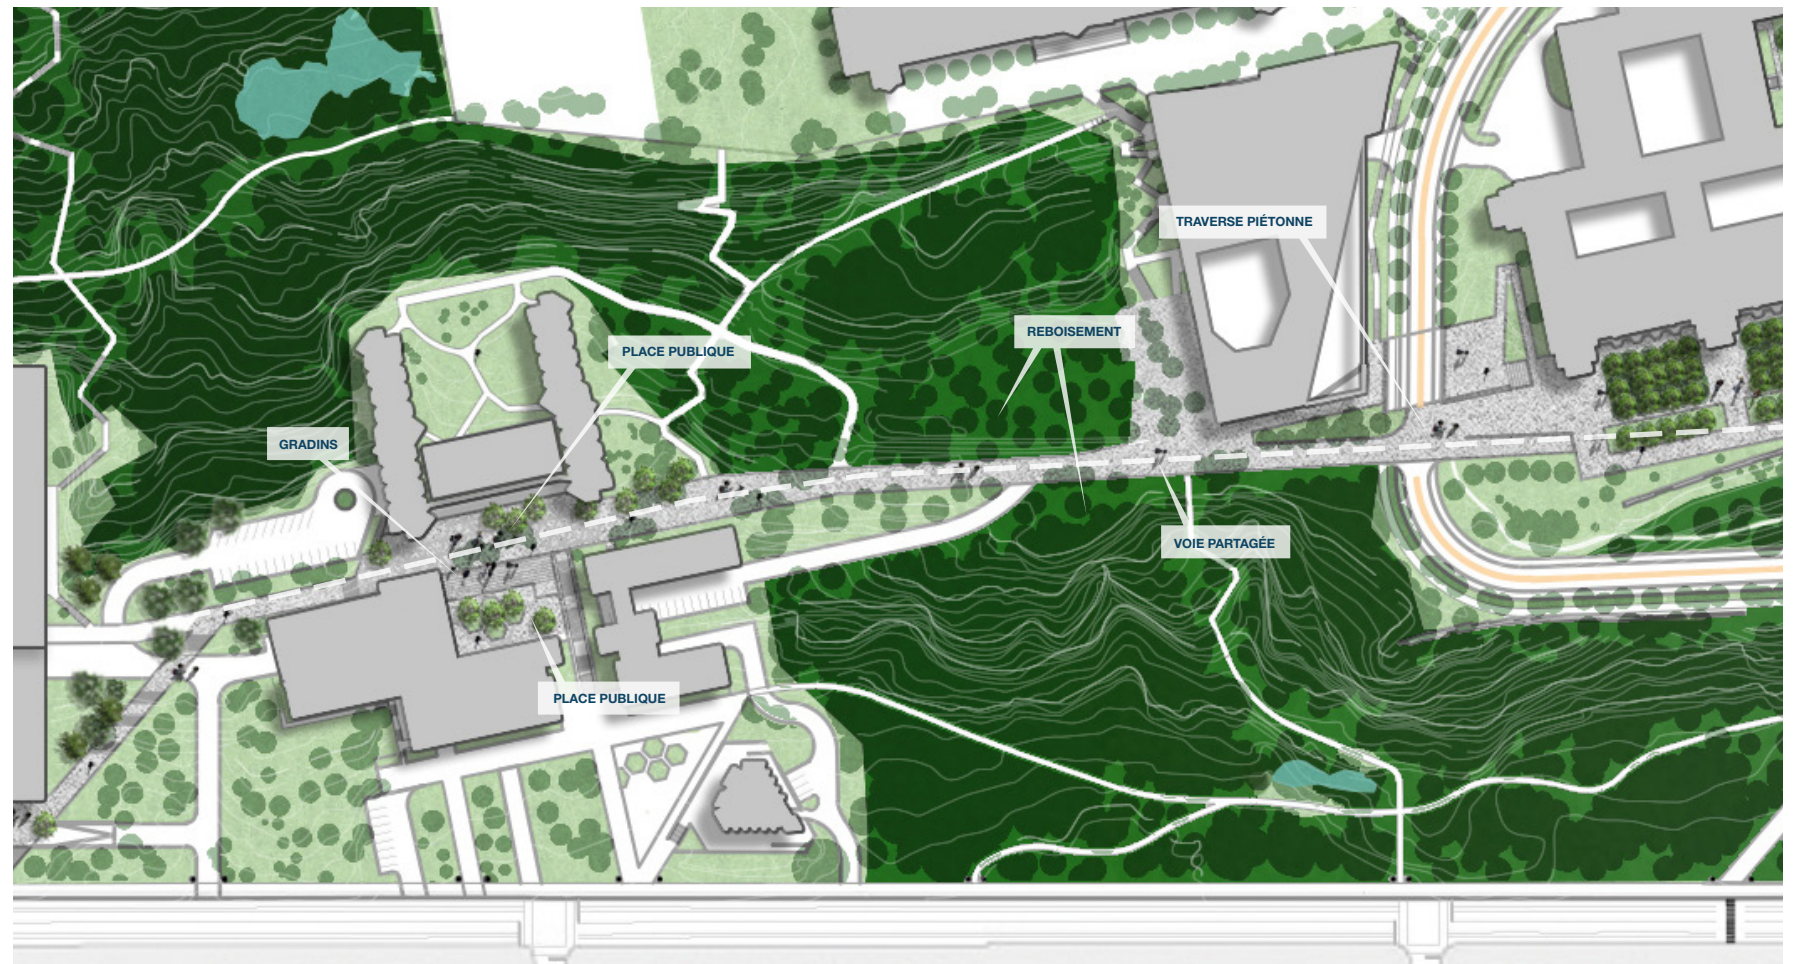 TRAVERSE PIÉTONNE
REBOISEMENT
PLACE PUBLIQUE
GRADINS
VOIE PARTAGÉE
PLACE PUBLIQUE